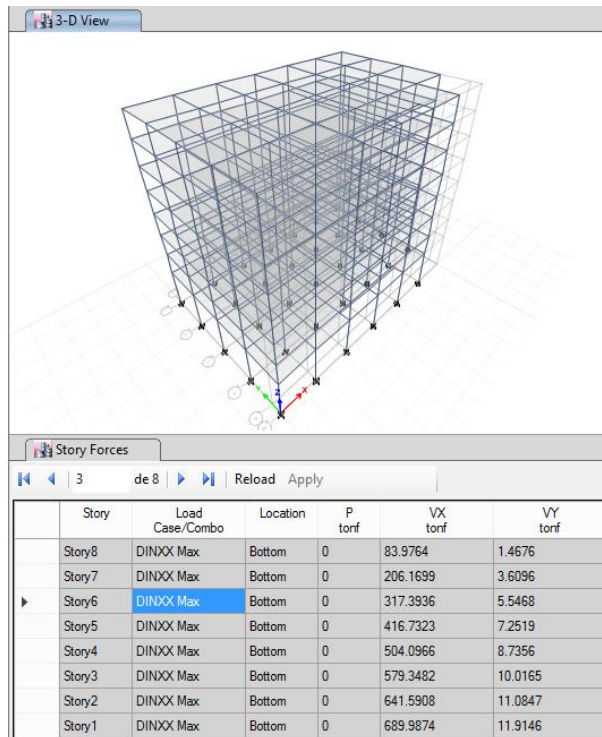 3-D View
Y
Z
X
Story Forces
3 de 8 Reload Apply
Story Load Case/Combo Location P tonf VX tonf VY tonf
Story8 DINXX Max Bottom 0 83.9764 1.4676
Story7 DINXX Max Bottom 0 206.1699 3.6096
Story6 DINXX Max Bottom 0 317.3936 5.5468
Story5 DINXX Max Bottom 0 416.7323 7.2519
Story4 DINXX Max Bottom 0 504.0966 8.7356
Story3 DINXX Max Bottom 0 579.3482 10.0165
Story2 DINXX Max Bottom 0 641.5908 11.0847
Story1 DINXX Max Bottom 0 689.9874 11.9146